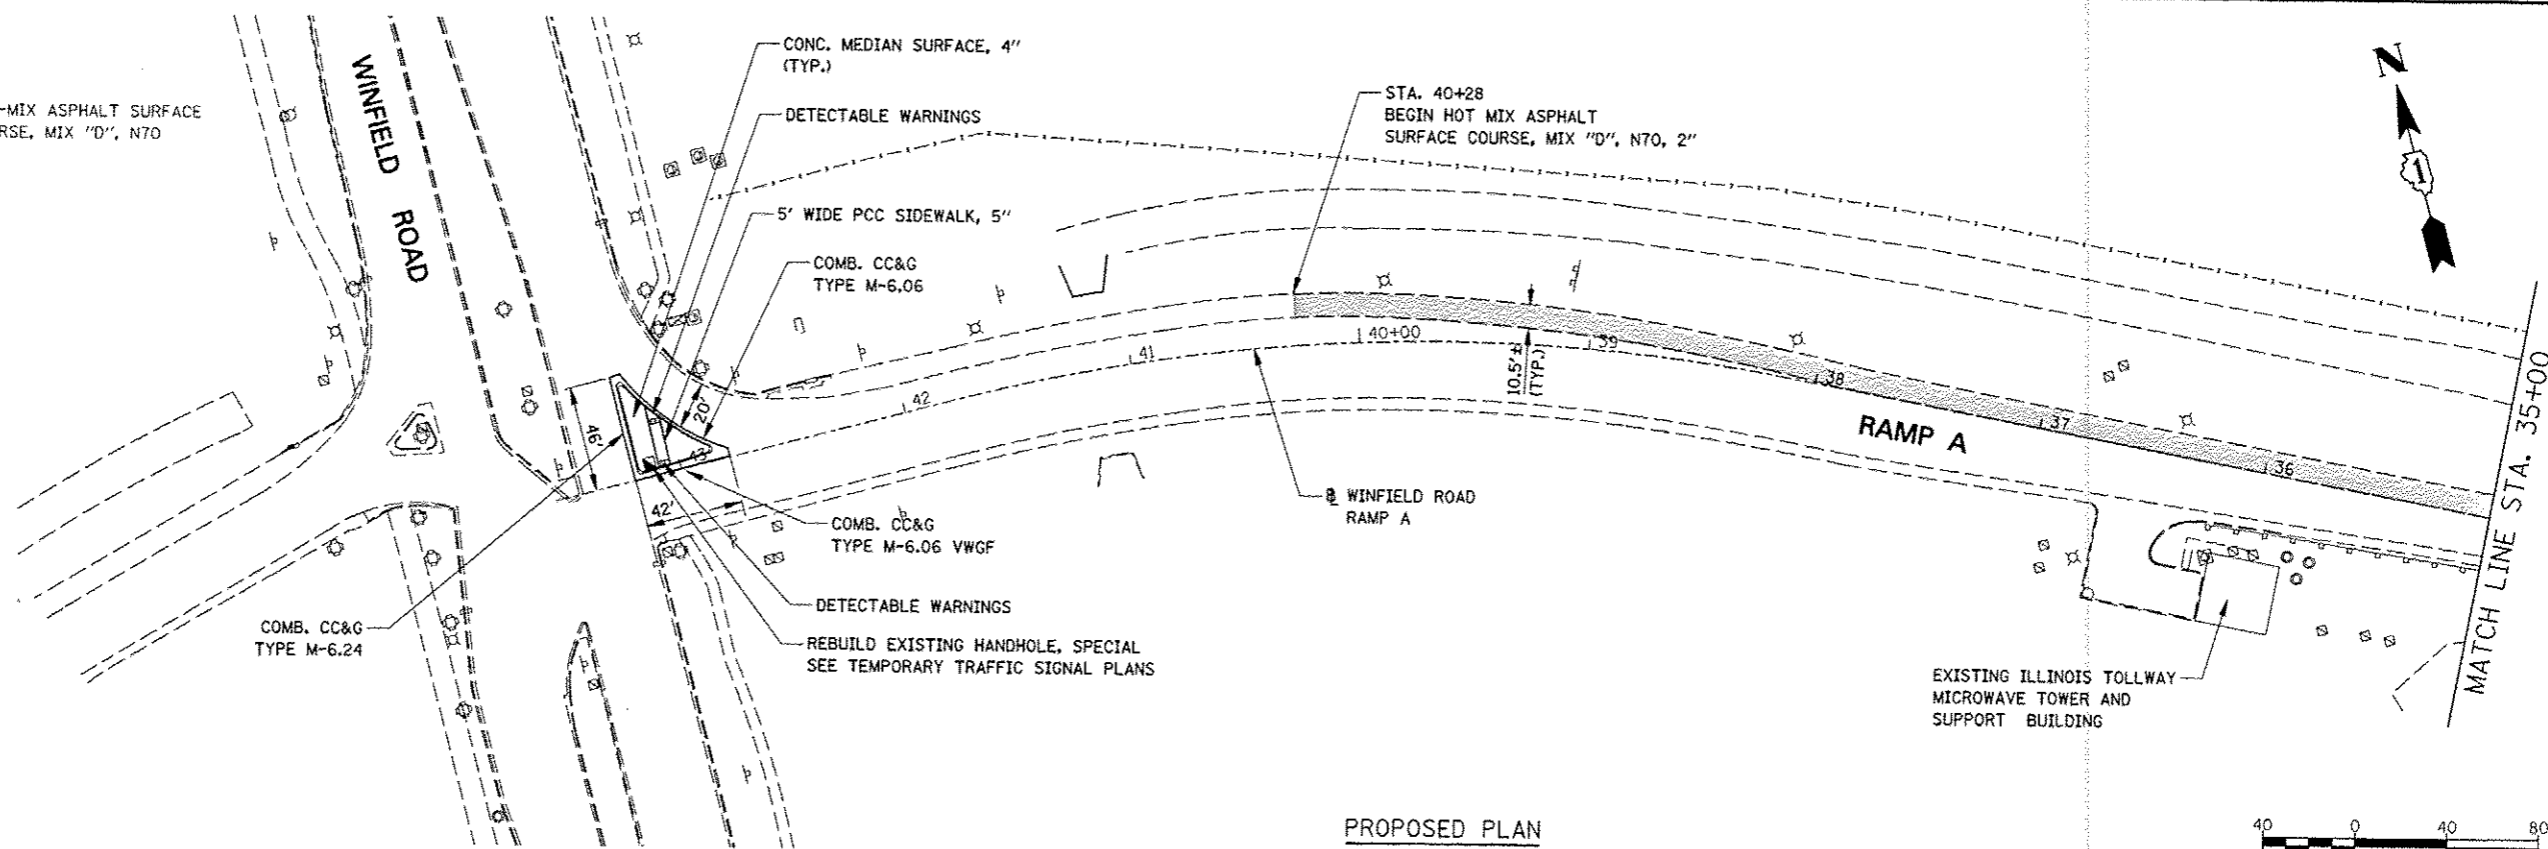 -MIX ASPHALT SURFACE
RSE, MIX "D", N70
WINFIELD ROAD
CONC. MEDIAN SURFACE, 4"
(TYP.)
DETECTABLE WARNINGS
5' WIDE PCC SIDEWALK, 5"
COMB. CC&G
TYPE M-6.06
STA. 40+28
BEGIN HOT MIX ASPHALT
SURFACE COURSE, MIX "D", N70, 2"
N
1
46'
20'
43
42'
42
41
40+00
39
38
37
36
10.5'±
(TYP.)
RAMP A
MATCH LINE STA. 35+00
℄ WINFIELD ROAD
RAMP A
COMB. CC&G
TYPE M-6.06 VWGF
DETECTABLE WARNINGS
REBUILD EXISTING HANDHOLE, SPECIAL
SEE TEMPORARY TRAFFIC SIGNAL PLANS
COMB. CC&G
TYPE M-6.24
EXISTING ILLINOIS TOLLWAY
MICROWAVE TOWER AND
SUPPORT BUILDING
PROPOSED PLAN
40 0 40 80